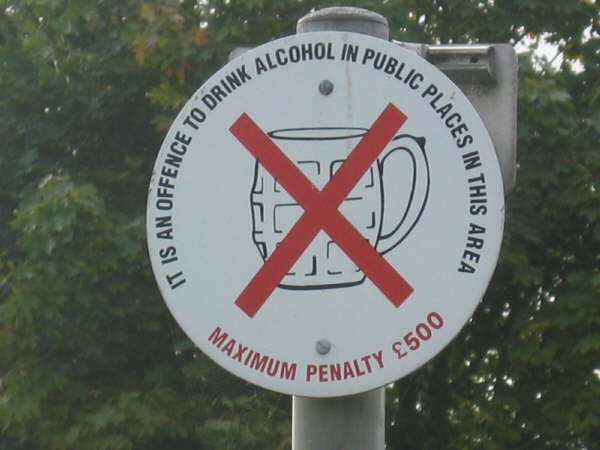 IT IS AN OFFENCE TO DRINK ALCOHOL IN PUBLIC PLACES IN THIS AREA
MAXIMUM PENALTY £500